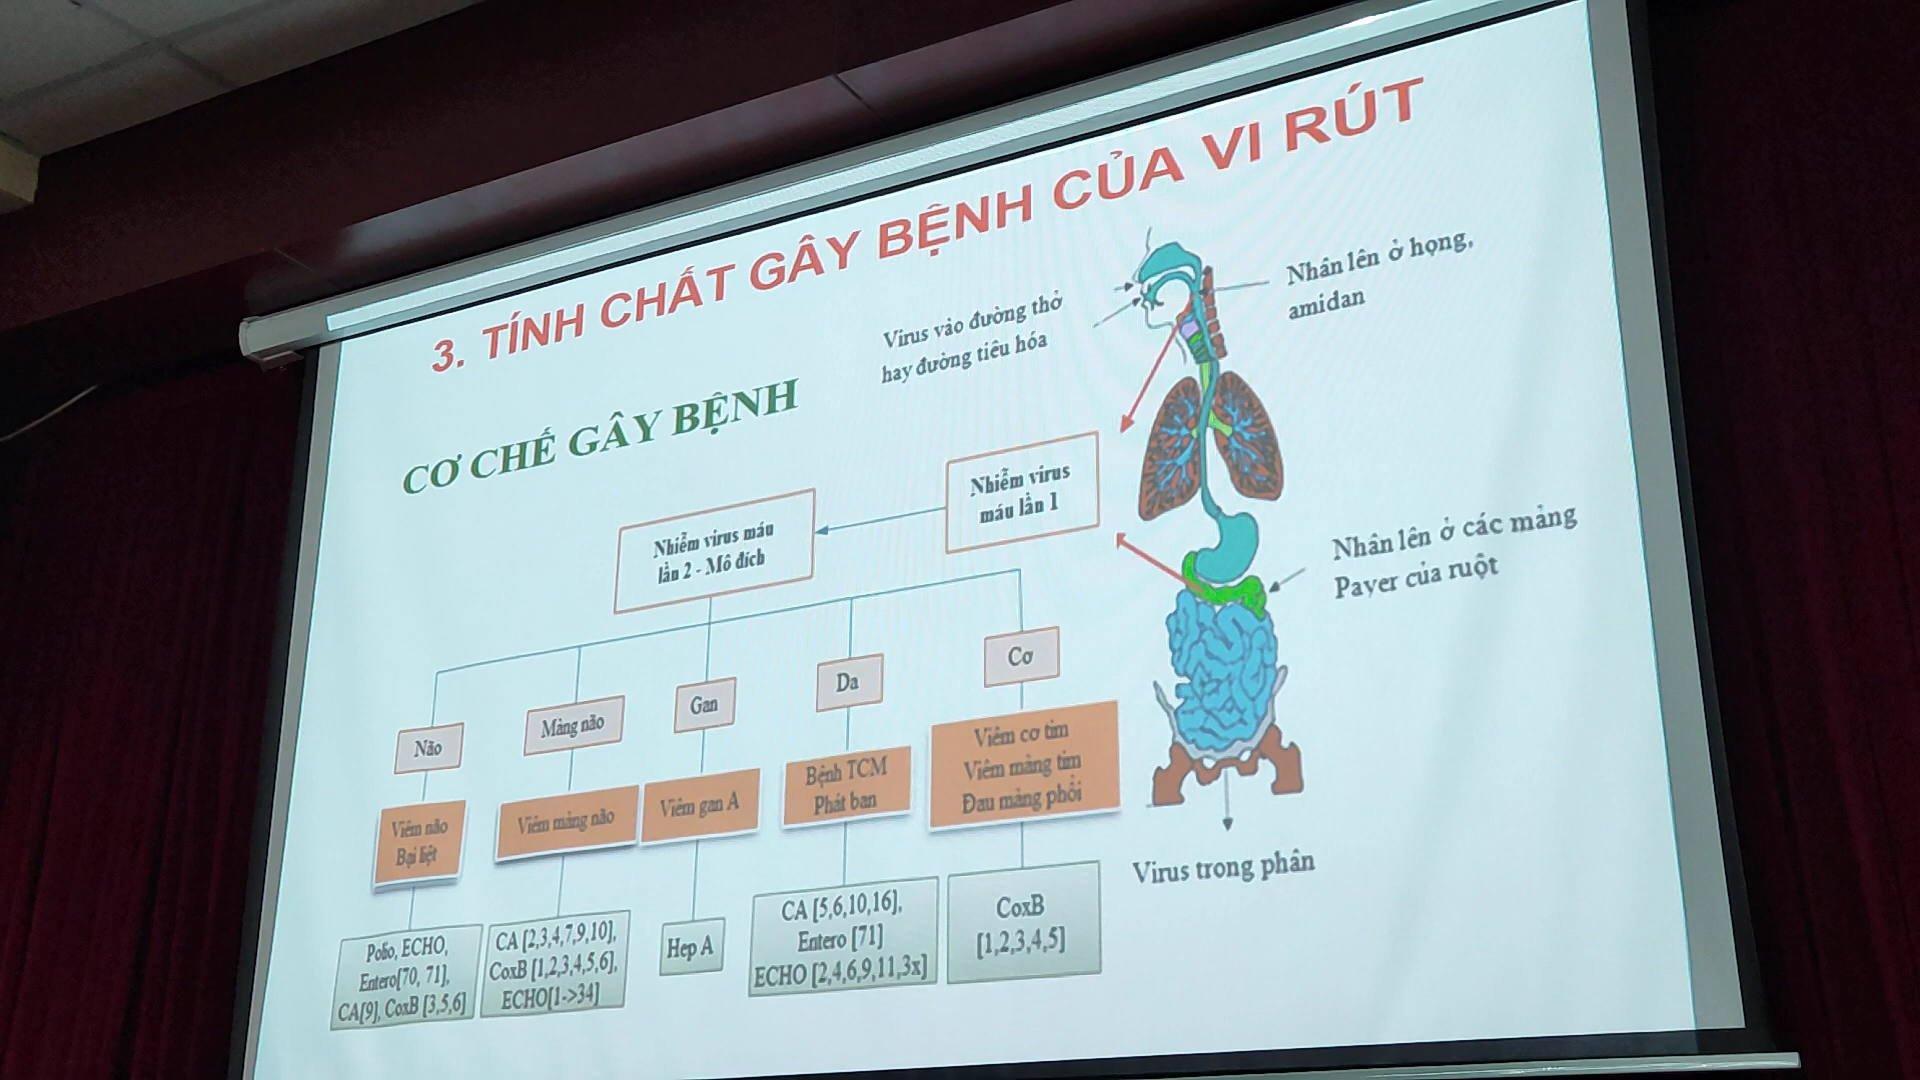 3. TÍNH CHẤT GÂY BỆNH CỦA VI RÚT
CƠ CHẾ GÂY BỆNH
Virus vào đường thở
hay đường tiêu hóa
Nhân lên ở họng,
amidan
Nhiễm virus
máu lần 1
Nhiễm virus máu
lần 2 - Mô đích
Nhân lên ở các mảng
Payer của ruột
Não
Màng não
Gan
Da
Cơ
Viêm não
Bại liệt
Viêm màng não
Viêm gan A
Bệnh TCM
Phát ban
Viêm cơ tim
Viêm màng tim
Đau màng phổi
Polio, ECHO,
Entero[70, 71],
CA[9], CoxB [3,5,6]
CA [2,3,4,7,9,10],
CoxB [1,2,3,4,5,6],
ECHO[1->34]
Hep A
CA [5,6,10,16],
Entero [71]
ECHO [2,4,6,9,11,3x]
CoxB
[1,2,3,4,5]
Virus trong phân